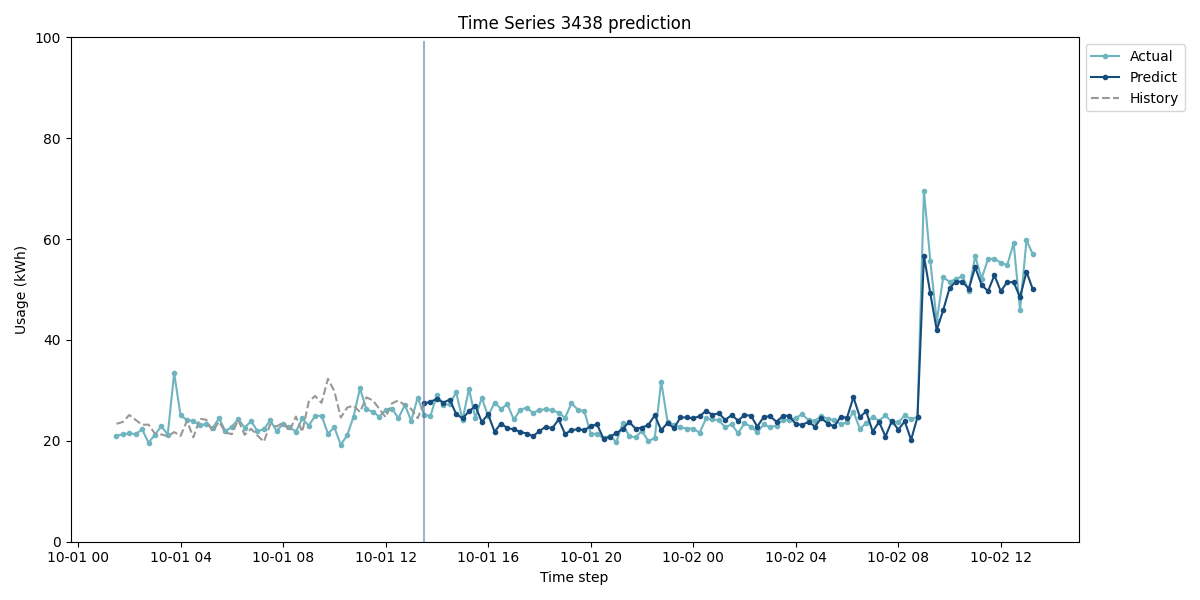 Time Series 3438 prediction
Actual
Predict
History
Usage (kWh)
100
80
60
40
20
0
10-01 00
10-01 04
10-01 08
10-01 12
10-01 16
10-01 20
10-02 00
10-02 04
10-02 08
10-02 12
Time step